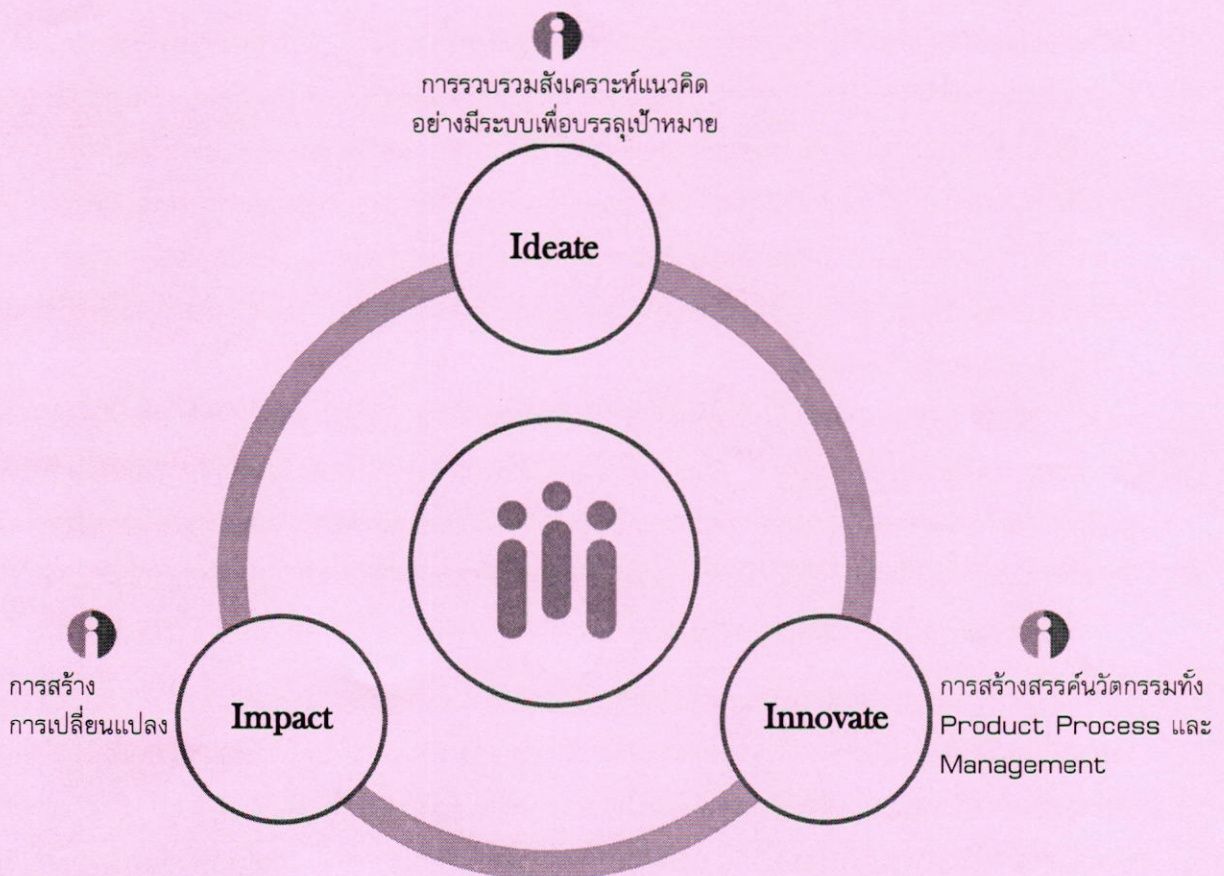 การรวบรวมสังเคราะห์แนวคิด
อย่างมีระบบเพื่อบรรลุเป้าหมาย
Ideate
การสร้าง
การเปลี่ยนแปลง
Impact
Innovate
การสร้างสรรค์นวัตกรรมทั้ง
Product Process และ
Management